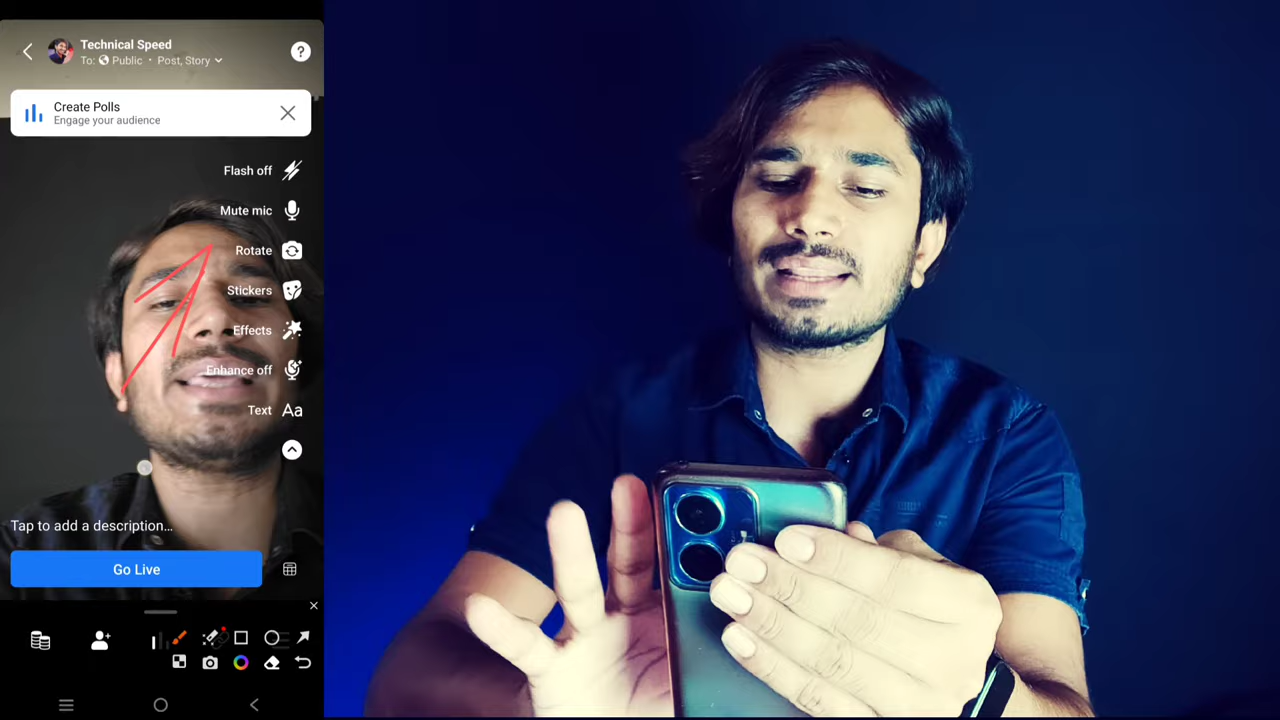 Technical Speed
To: Public • Post, Story
?
Create Polls
Engage your audience
Flash off
Mute mic
Rotate
Stickers
Effects
Enhance off
Text Aa
Tap to add a description...
Go Live